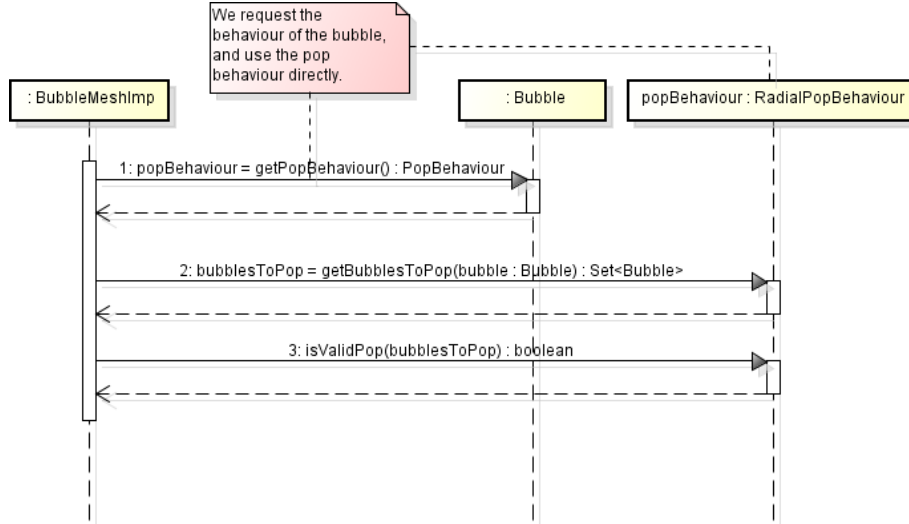 We request the
behaviour of the bubble,
and use the pop
behaviour directly.
: BubbleMeshImp
: Bubble
popBehaviour : RadialPopBehaviour
1: popBehaviour = getPopBehaviour() : PopBehaviour
2: bubblesToPop = getBubblesToPop(bubble : Bubble) : Set<Bubble>
3: isValidPop(bubblesToPop) : boolean